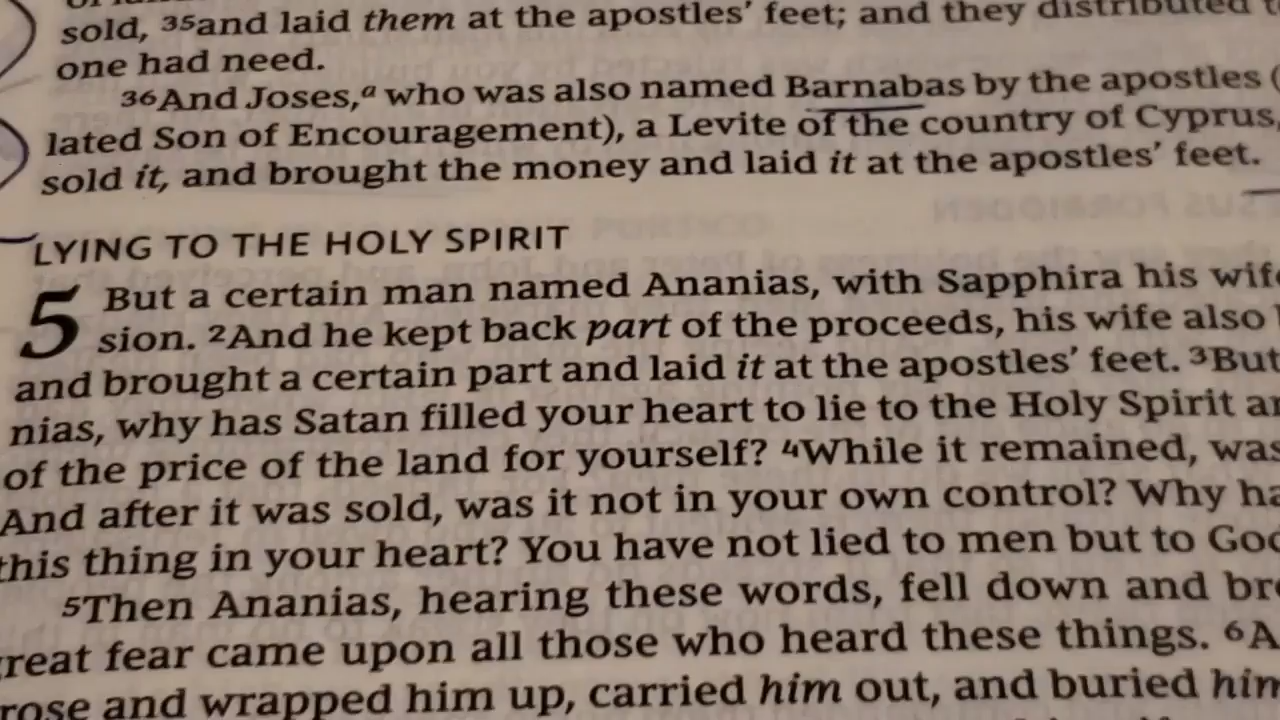 sold, 35and laid them at the apostles' feet; and they distributed
one had need.
36And Joses,a who was also named Barnabas by the apostles (
lated Son of Encouragement), a Levite of the country of Cyprus,
sold it, and brought the money and laid it at the apostles' feet.
LYING TO THE HOLY SPIRIT
5 But a certain man named Ananias, with Sapphira his wife
sion. 2And he kept back part of the proceeds, his wife also
and brought a certain part and laid it at the apostles' feet. 3But
nias, why has Satan filled your heart to lie to the Holy Spirit
of the price of the land for yourself? 4While it remained, was
And after it was sold, was it not in your own control? Why
this thing in your heart? You have not lied to men but to God
5Then Ananias, hearing these words, fell down and
great fear came upon all those who heard these things. 6
rose and wrapped him up, carried him out, and buried him